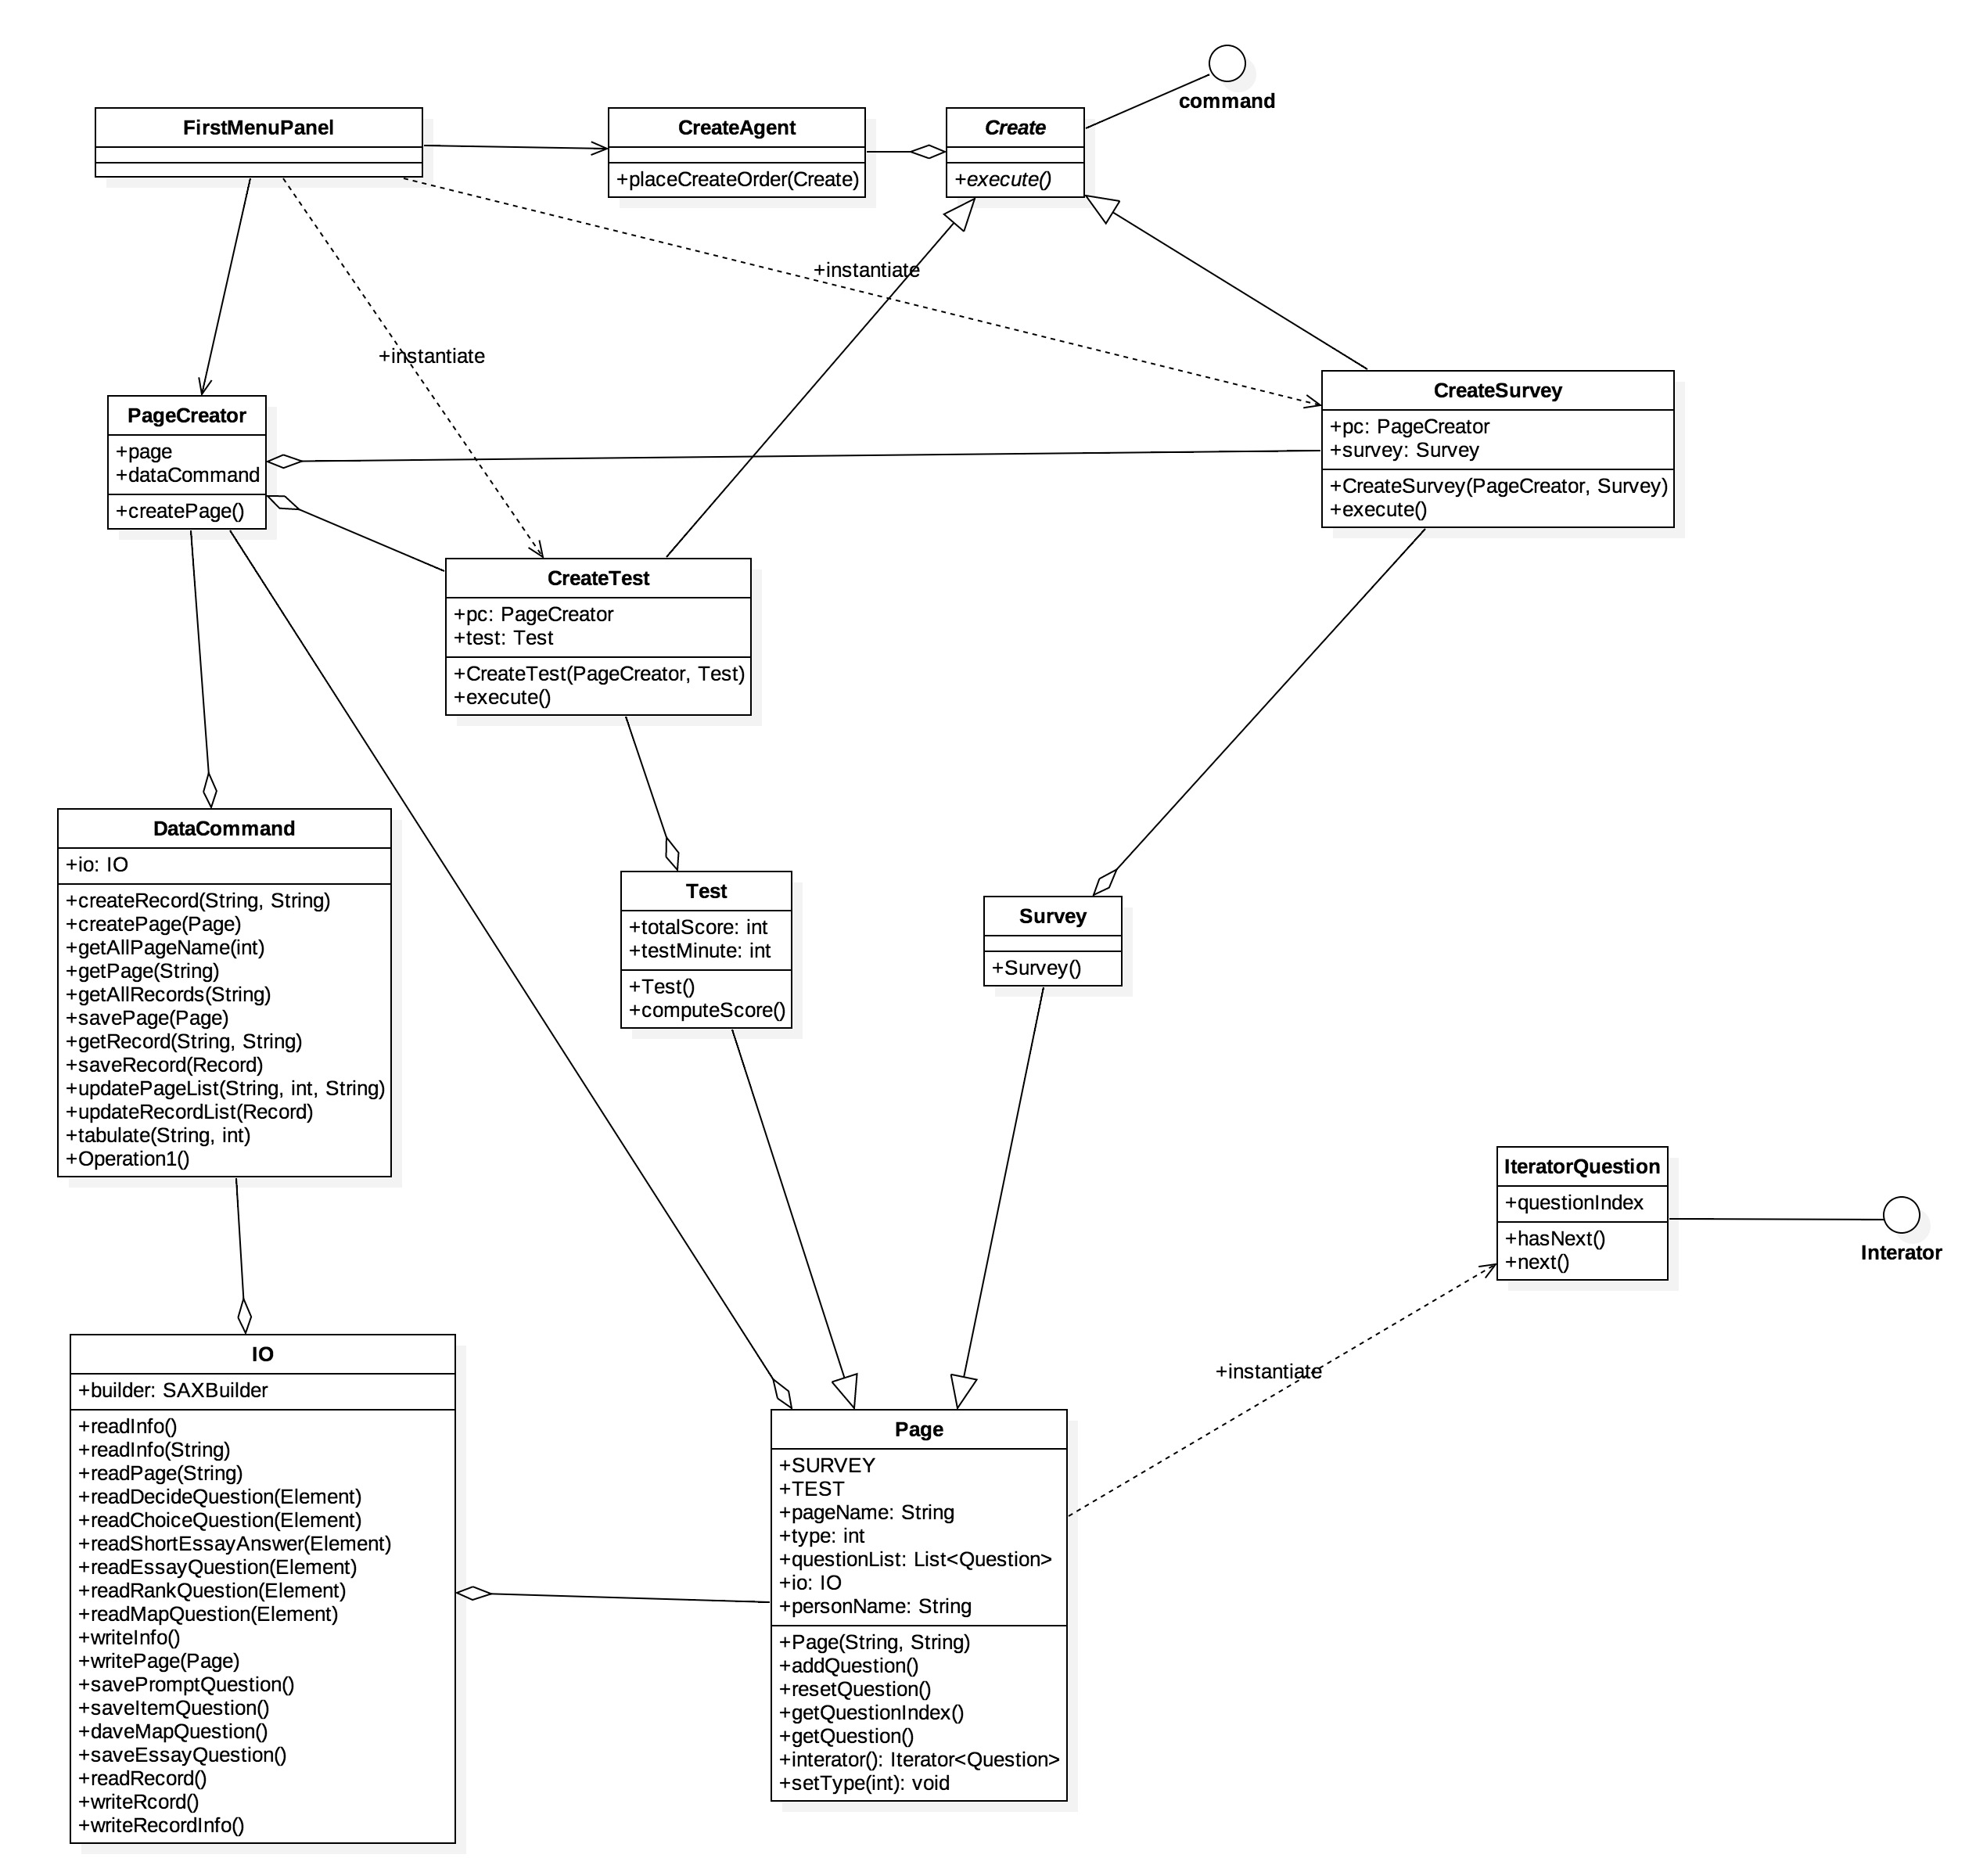 command
FirstMenuPanel
CreateAgent
+placeCreateOrder(Create)
Create
+execute()
+instantiate
+instantiate
PageCreator
+page
+dataCommand
+createPage()
CreateSurvey
+pc: PageCreator
+survey: Survey
+CreateSurvey(PageCreator, Survey)
+execute()
CreateTest
+pc: PageCreator
+test: Test
+CreateTest(PageCreator, Test)
+execute()
DataCommand
+io: IO
+createRecord(String, String)
+createPage(Page)
+getAllPageName(int)
+getPage(String)
+getAllRecords(String)
+savePage(Page)
+getRecord(String, String)
+saveRecord(Record)
+updatePageList(String, int, String)
+updateRecordList(Record)
+tabulate(String, int)
+Operation1()
Test
+totalScore: int
+testMinute: int
+Test()
+computeScore()
Survey
+Survey()
IteratorQuestion
+questionIndex
+hasNext()
+next()
Interator
+instantiate
IO
+builder: SAXBuilder
+readInfo()
+readInfo(String)
+readPage(String)
+readDecideQuestion(Element)
+readChoiceQuestion(Element)
+readShortEssayAnswer(Element)
+readEssayQuestion(Element)
+readRankQuestion(Element)
+readMapQuestion(Element)
+writeInfo()
+writePage(Page)
+savePromptQuestion()
+saveItemQuestion()
+daveMapQuestion()
+saveEssayQuestion()
+readRecord()
+writeRcord()
+writeRecordInfo()
Page
+SURVEY
+TEST
+pageName: String
+type: int
+questionList: List<Question>
+io: IO
+personName: String
+Page(String, String)
+addQuestion()
+resetQuestion()
+getQuestionIndex()
+getQuestion()
+interator(): Iterator<Question>
+setType(int): void